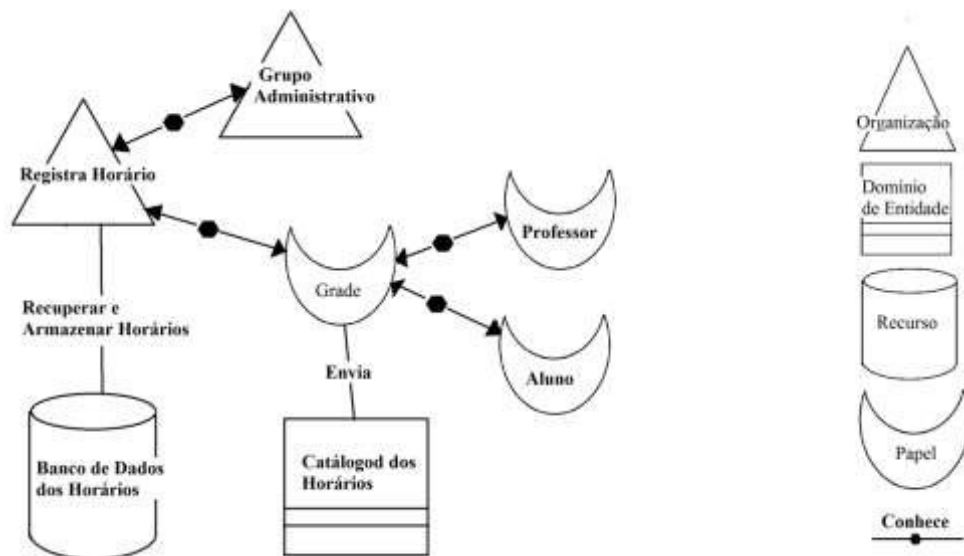 Grupo
Administrativo
Registra Horário
Professor
Grade
Recuperar e
Armazenar Horários
Envia
Aluno
Banco de Dados
dos Horários
Catálogod dos
Horários
Organização
Domínio
de Entidade
Recurso
Papel
Conhece